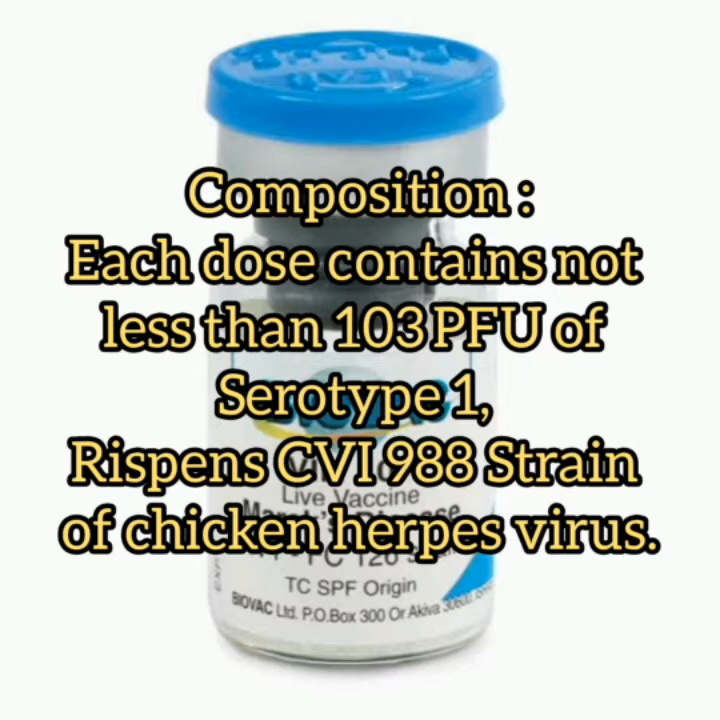 Composition :
Each dose contains not
less than 103 PFU of
Serotype 1,
Rispens CVI 988 Strain
of chicken herpes virus.
Live Vaccine
TC SPF Origin
BIOVAC Ltd. P.O.Box 300 Or Akiva 30600,